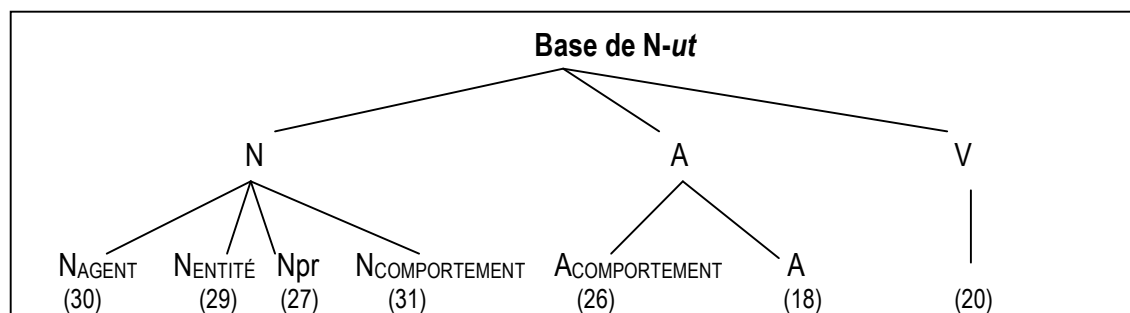 Base de N-ut
N A V
NAGENT NENTITÉ Npr NCOMPORTEMENT ACOMPORTEMENT A
(30) (29) (27) (31) (26) (18) (20)